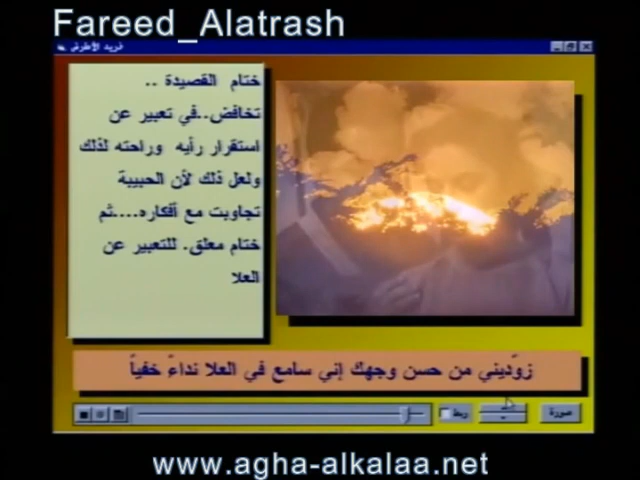 Fareed_Alatrash
فريد الأطرش
ختام القصيدة ..
تخافض..في تعبير عن
استقرار رأيه وراحته لذلك
ولعل ذلك لأن الحبيبة
تجاوبت مع أفكاره....ثم
ختام معلق. للتعبير عن
العلا
زوّديني من حسن وجهك إني سامع في العلا نداءً خفياً
ربط
صورة
www.agha-alkalaa.net